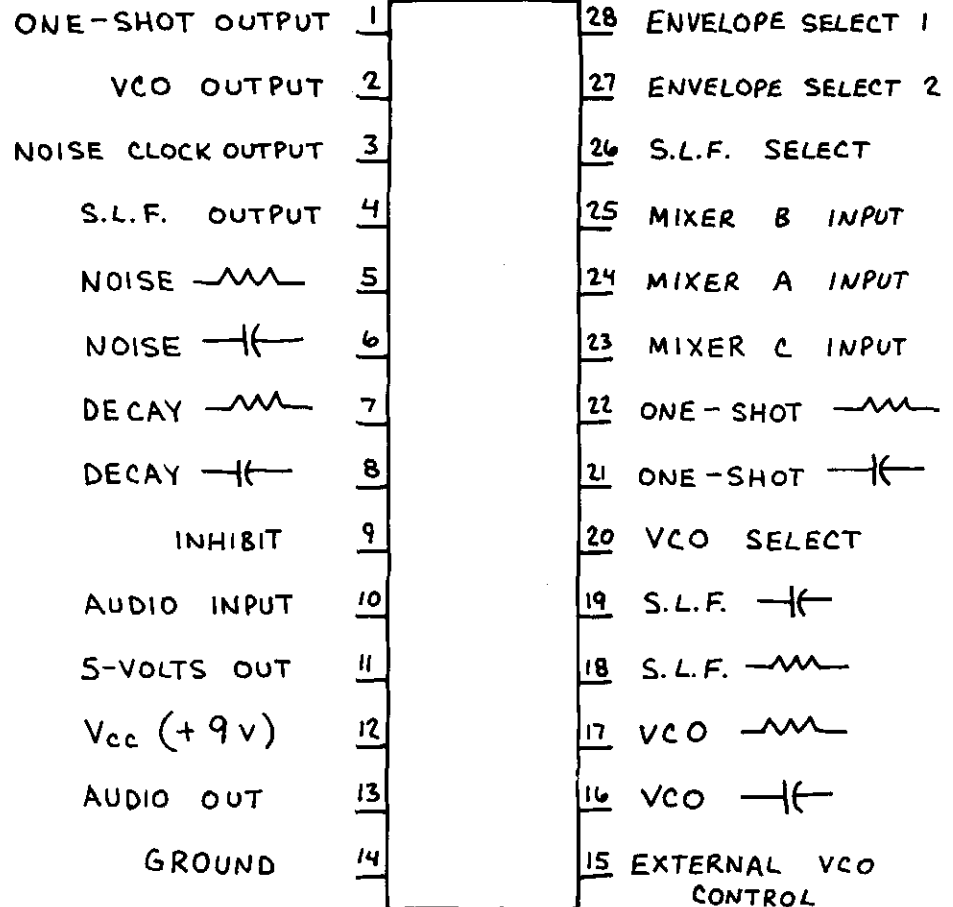 ONE-SHOT OUTPUT 1
VCO OUTPUT 2
NOISE CLOCK OUTPUT 3
S.L.F. OUTPUT 4
NOISE 5
NOISE 6
DECAY 7
DECAY 8
INHIBIT 9
AUDIO INPUT 10
5-VOLTS OUT 11
Vcc (+9v) 12
AUDIO OUT 13
GROUND 14
28 ENVELOPE SELECT 1
27 ENVELOPE SELECT 2
26 S.L.F. SELECT
25 MIXER B INPUT
24 MIXER A INPUT
23 MIXER C INPUT
22 ONE-SHOT
21 ONE-SHOT
20 VCO SELECT
19 S.L.F.
18 S.L.F.
17 VCO
16 VCO
15 EXTERNAL VCO
CONTROL